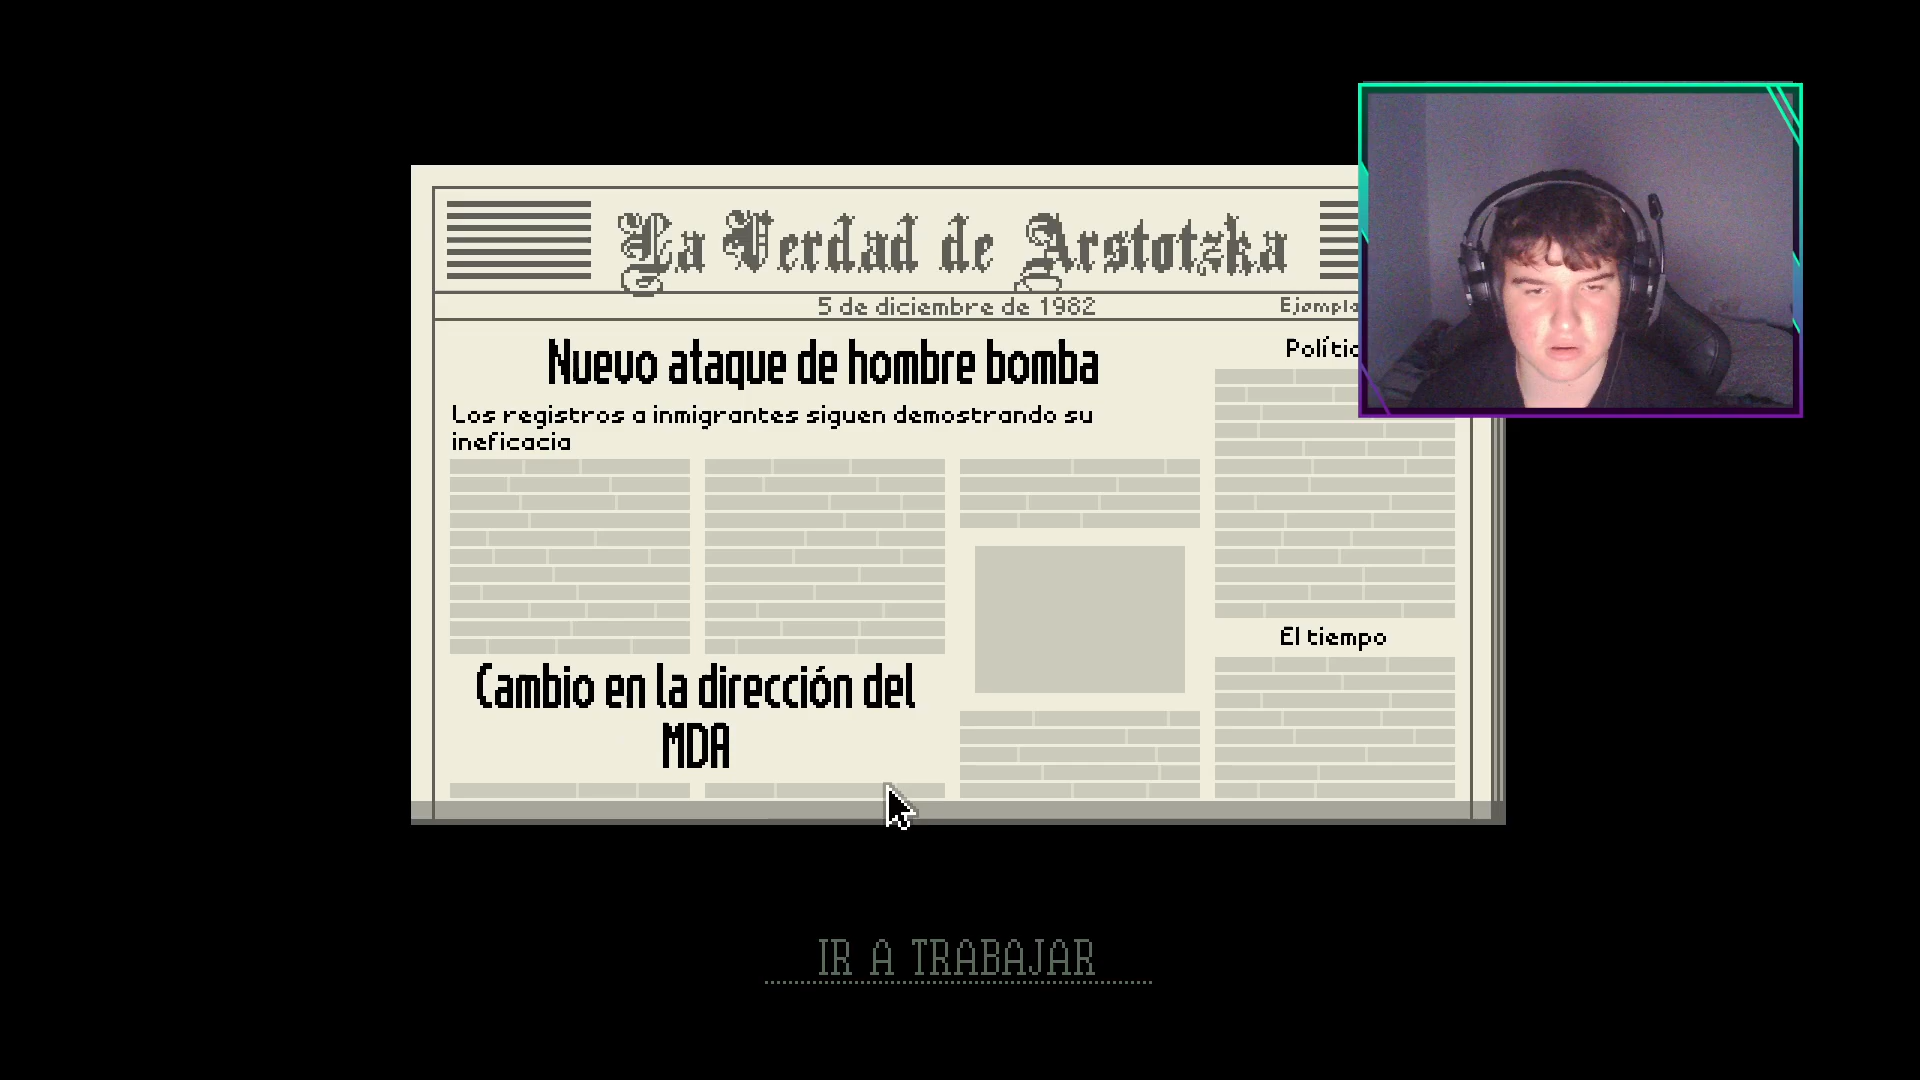 La Verdad de Arstotzka
5 de diciembre de 1982
Nuevo ataque de hombre bomba
Los registros a inmigrantes siguen demostrando su
ineficacia
Cambio en la dirección del
MDA
El tiempo
IR A TRABAJAR